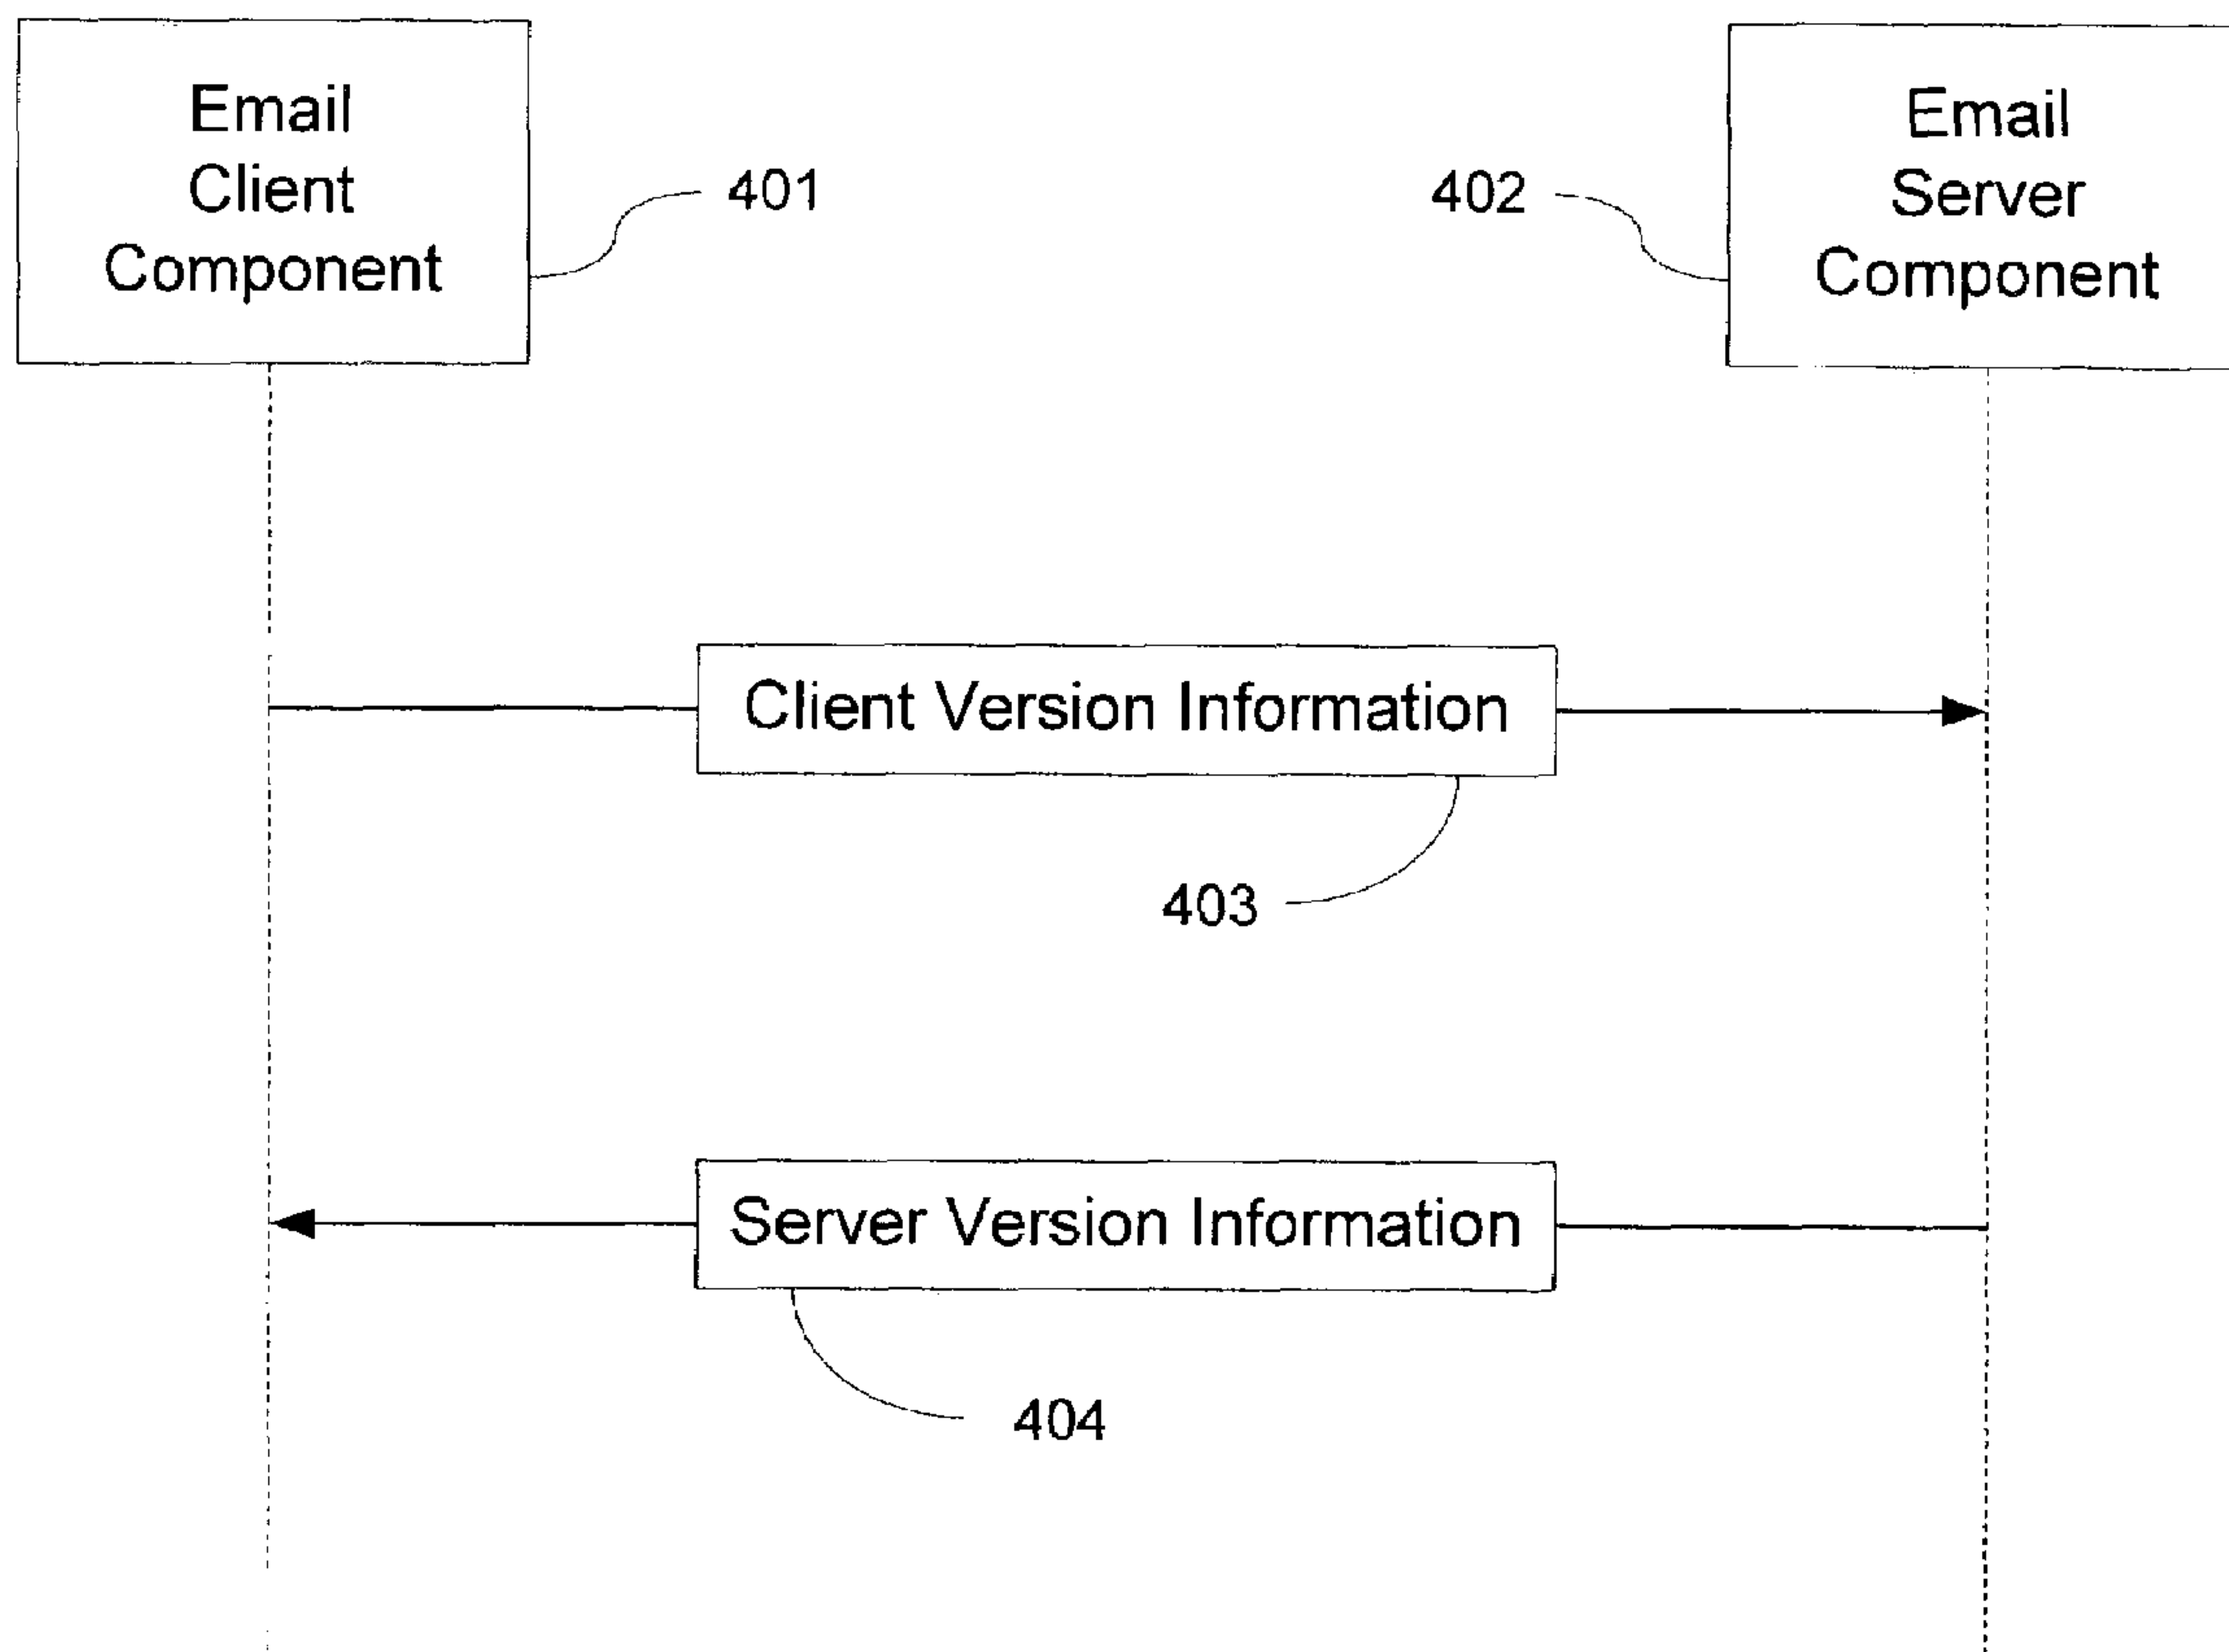 Email
Client
Component
401
402
Email
Server
Component
Client Version Information
403
Server Version Information
404